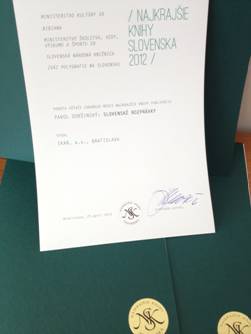 MINISTERSTVO KULTÚRY SR
BIBIANA
MINISTERSTVO ŠKOLSTVA, VEDY,
VÝSKUMU A ŠPORTU SR
SLOVENSKÁ NÁRODNÁ KNIŽNICA
ZVÄZ POLYGRAFIE NA SLOVENSKU
/ NAJKRAJŠIE
KNIHY
SLOVENSKA
2012 /
PAVOL DOBŠINSKÝ: SLOVENSKÉ ROZPRÁVKY
IKAR, a.s., BRATISLAVA